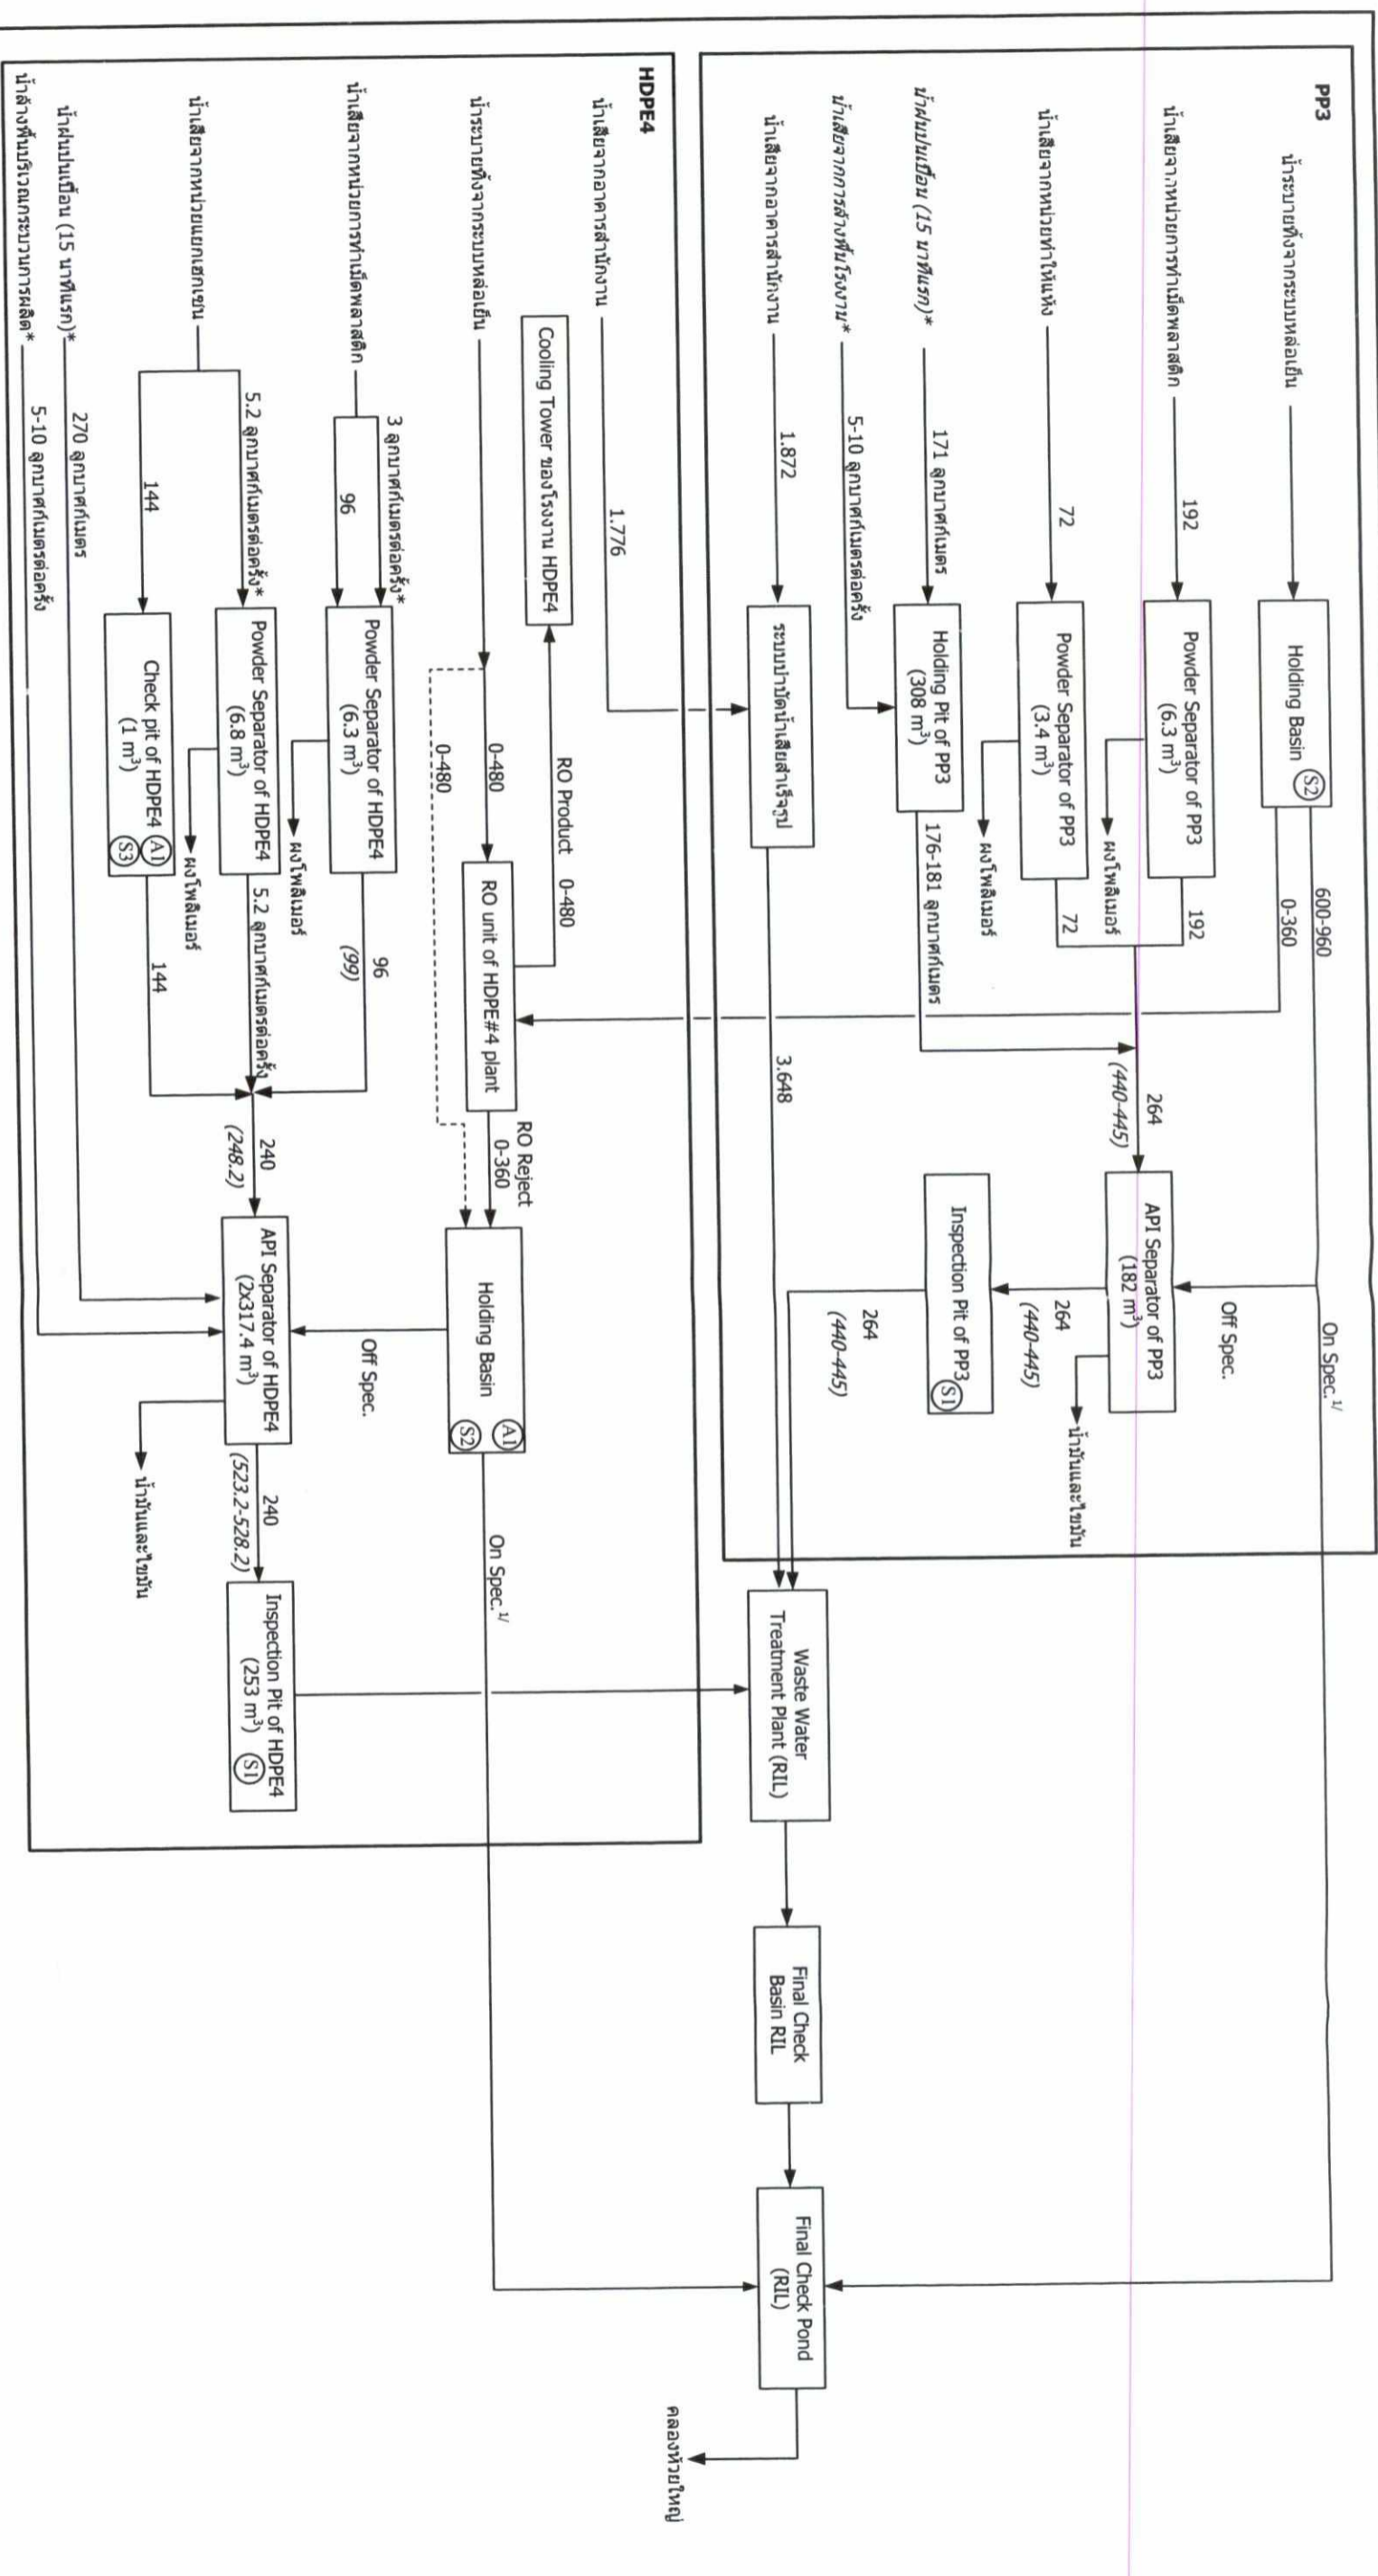 PP3
น้ำระบายทิ้งจากระบบหล่อเย็น
Holding Basin
S2
600-960
0-360
On Spec.1/
Off Spec.
น้ำเสียจากหน่วยการทำเม็ดพลาสติก
192
Powder Separator of PP3
(6.3 m3)
192
ผงโพลิเมอร์
น้ำเสียจากหน่วยทำให้แห้ง
72
Powder Separator of PP3
(3.4 m3)
72
ผงโพลิเมอร์
264
(440-445)
API Separator of PP3
(182 m3)
น้ำมันและไขมัน
264
(440-445)
น้ำฝนปนเปื้อน (15 นาทีแรก)*
171 ลูกบาศก์เมตร
Holding Pit of PP3
(308 m3)
176-181 ลูกบาศก์เมตร
Inspection Pit of PP3
S1
264
(440-445)
น้ำเสียจากการล้างพื้นโรงงาน*
5-10 ลูกบาศก์เมตรต่อครั้ง
น้ำเสียจากอาคารสำนักงาน
1.872
ระบบบำบัดน้ำเสียสำเร็จรูป
3.648
Waste Water
Treatment Plant (RIL)
Final Check
Basin RIL
Final Check Pond
(RIL)
คลองห้วยใหญ่
HDPE4
น้ำเสียจากอาคารสำนักงาน
1.776
Cooling Tower ของโรงงาน HDPE4
RO Product
0-480
น้ำระบายทิ้งจากระบบหล่อเย็น
0-480
0-480
RO unit of HDPE#4 plant
RO Reject
0-360
Holding Basin
A1
S2
On Spec.1/
Off Spec.
น้ำเสียจากหน่วยการทำเม็ดพลาสติก
3 ลูกบาศก์เมตรต่อครั้ง*
96
Powder Separator of HDPE4
(6.3 m3)
96
(99)
ผงโพลิเมอร์
น้ำเสียจากหน่วยแยกเฮกเซน
5.2 ลูกบาศก์เมตรต่อครั้ง*
Powder Separator of HDPE4
(6.8 m3)
5.2 ลูกบาศก์เมตรต่อครั้ง
ผงโพลิเมอร์
144
Check pit of HDPE4
(1 m3)
A1
S3
144
240
(248.2)
API Separator of HDPE4
(2x317.4 m3)
น้ำมันและไขมัน
240
(523.2-528.2)
Inspection Pit of HDPE4
(253 m3)
S1
น้ำฝนปนเปื้อน (15 นาทีแรก)*
270 ลูกบาศก์เมตร
น้ำล้างพื้นบริเวณกระบวนการผลิต*
5-10 ลูกบาศก์เมตรต่อครั้ง